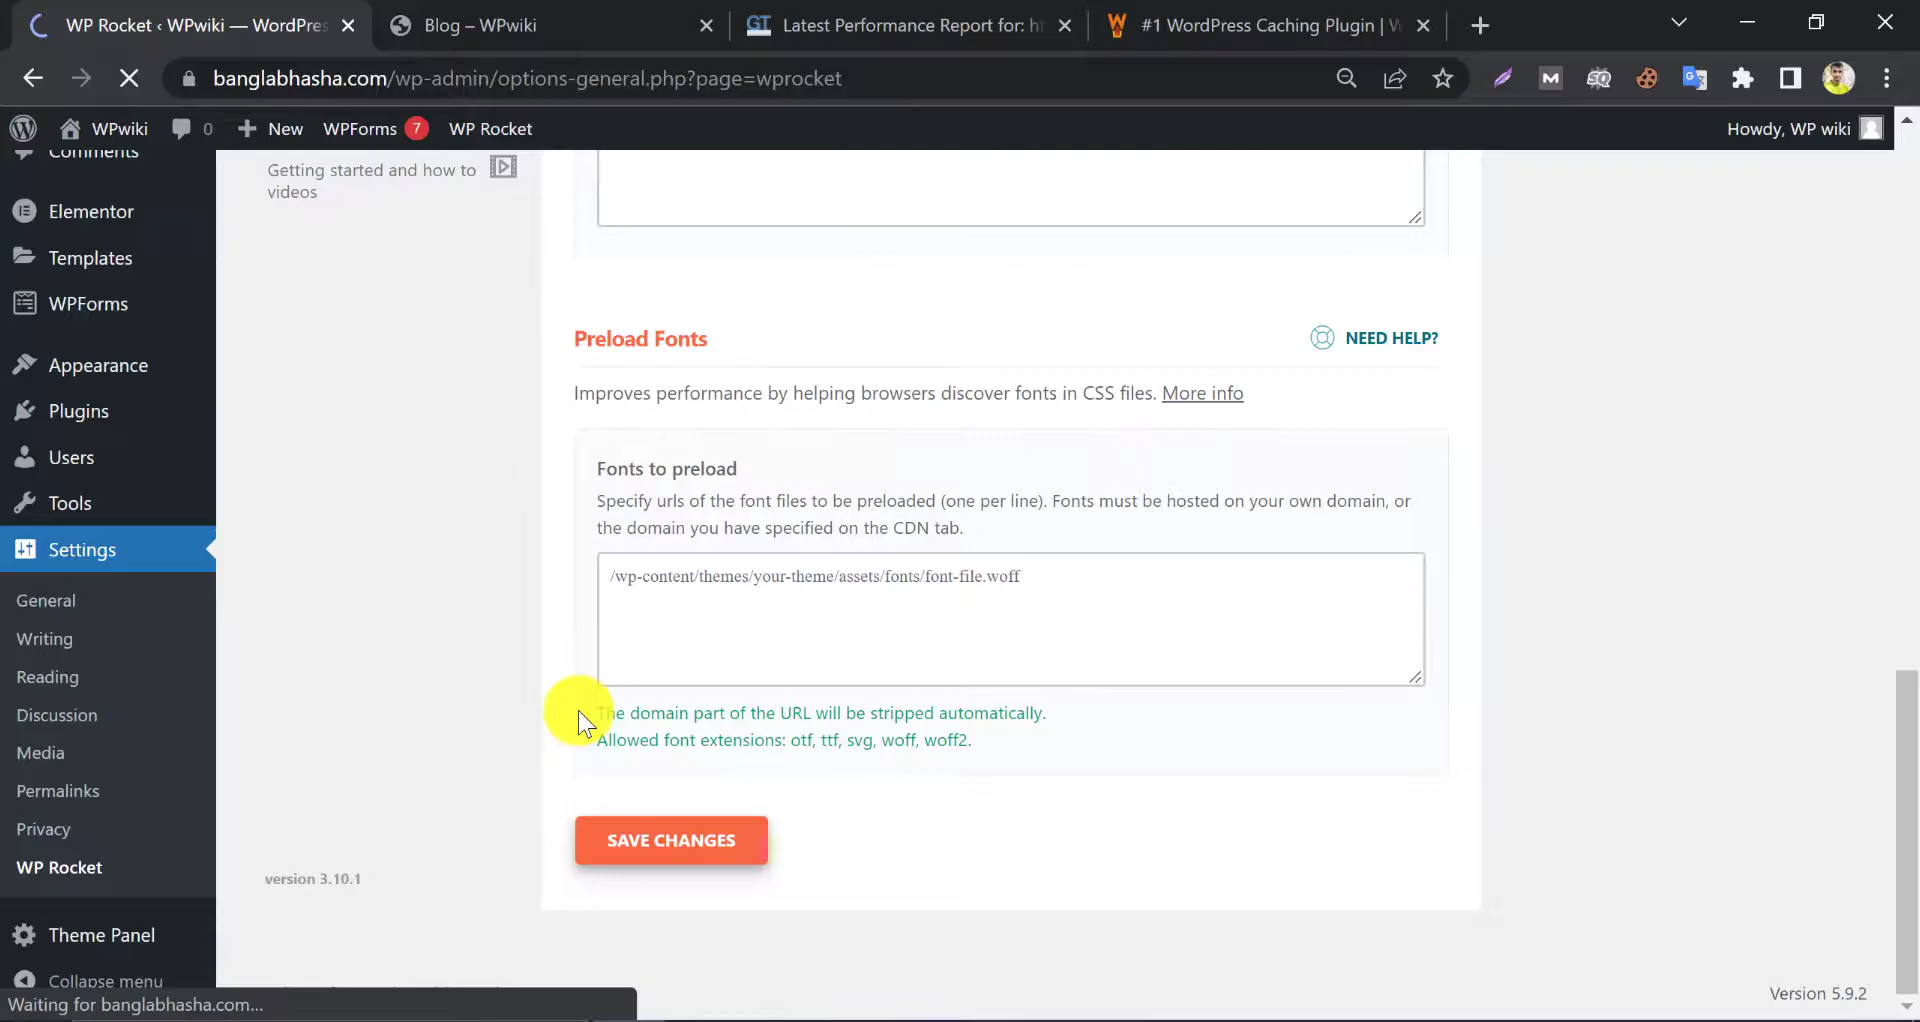 WP Rocket ‹ WPwiki — WordPres
Blog – WPwiki
Latest Performance Report for: ht
#1 WordPress Caching Plugin | W
banglabhasha.com/wp-admin/options-general.php?page=wprocket
WPwiki
0
New
WPForms 7
WP Rocket
Howdy, WP wiki
Comments
Elementor
Templates
WPForms
Appearance
Plugins
Users
Tools
Settings
General
Writing
Reading
Discussion
Media
Permalinks
Privacy
WP Rocket
Theme Panel
Collapse menu
Waiting for banglabhasha.com...
Getting started and how to
videos
version 3.10.1
Preload Fonts
NEED HELP?
Improves performance by helping browsers discover fonts in CSS files. More info
Fonts to preload
Specify urls of the font files to be preloaded (one per line). Fonts must be hosted on your own domain, or
the domain you have specified on the CDN tab.
/wp-content/themes/your-theme/assets/fonts/font-file.woff
The domain part of the URL will be stripped automatically.
Allowed font extensions: otf, ttf, svg, woff, woff2.
SAVE CHANGES
Version 5.9.2